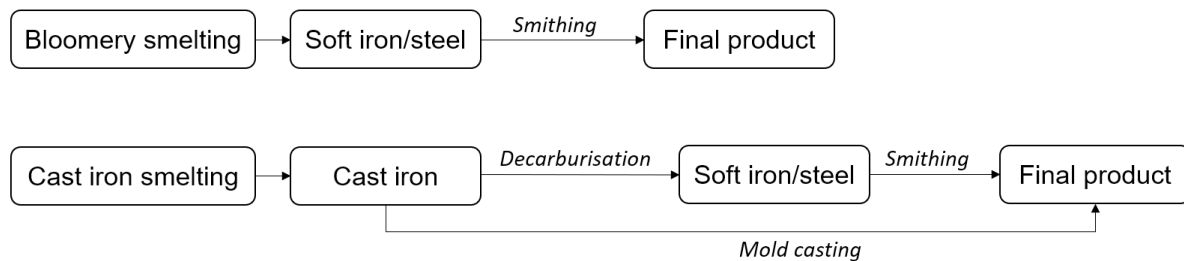 Bloomery smelting
Soft iron/steel
Smithing
Final product
Cast iron smelting
Cast iron
Decarburisation
Soft iron/steel
Smithing
Final product
Mold casting